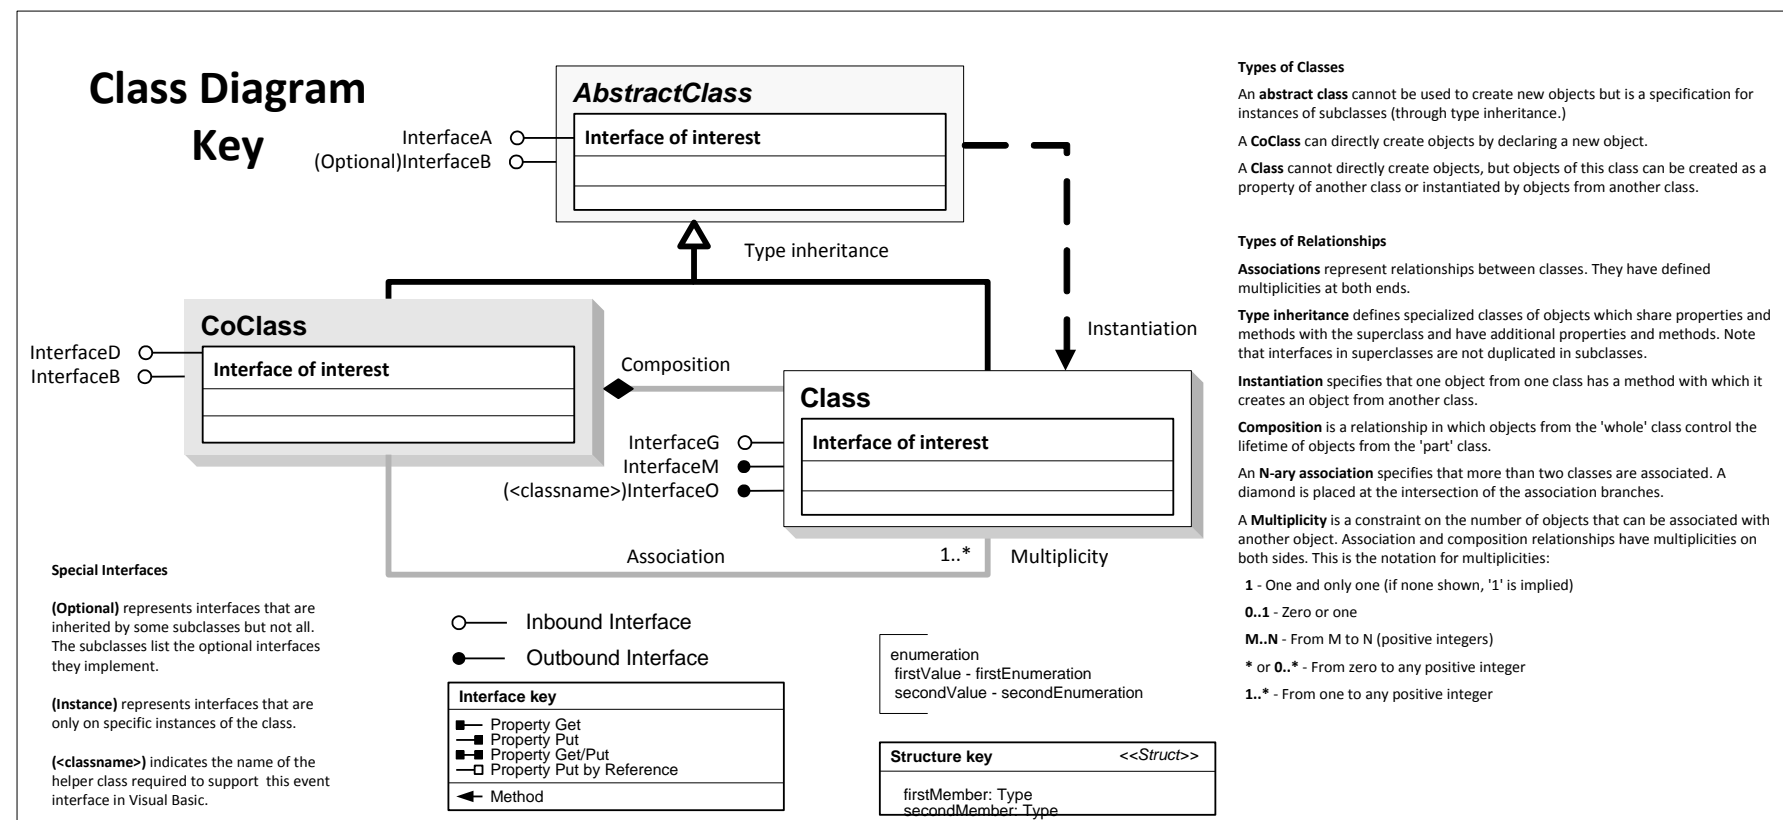 Class Diagram
Key
AbstractClass
Interface of interest
InterfaceA
(Optional)InterfaceB
Type inheritance
CoClass
Interface of interest
InterfaceD
InterfaceB
Composition
Instantiation
Class
Interface of interest
InterfaceG
InterfaceM
(<classname>)InterfaceO
Association
1..*
Multiplicity
Special Interfaces
(Optional) represents interfaces that are
inherited by some subclasses but not all.
The subclasses list the optional interfaces
they implement.
(Instance) represents interfaces that are
only on specific instances of the class.
(<classname>) indicates the name of the
helper class required to support this event
interface in Visual Basic.
Inbound Interface
Outbound Interface
Interface key
Property Get
Property Put
Property Get/Put
Property Put by Reference
Method
enumeration
firstValue - firstEnumeration
secondValue - secondEnumeration
Structure key <<Struct>>
firstMember: Type
secondMember: Type
Types of Classes
An abstract class cannot be used to create new objects but is a specification for
instances of subclasses (through type inheritance.)
A CoClass can directly create objects by declaring a new object.
A Class cannot directly create objects, but objects of this class can be created as a
property of another class or instantiated by objects from another class.
Types of Relationships
Associations represent relationships between classes. They have defined
multiplicities at both ends.
Type inheritance defines specialized classes of objects which share properties and
methods with the superclass and have additional properties and methods. Note
that interfaces in superclasses are not duplicated in subclasses.
Instantiation specifies that one object from one class has a method with which it
creates an object from another class.
Composition is a relationship in which objects from the 'whole' class control the
lifetime of objects from the 'part' class.
An N-ary association specifies that more than two classes are associated. A
diamond is placed at the intersection of the association branches.
A Multiplicity is a constraint on the number of objects that can be associated with
another object. Association and composition relationships have multiplicities on
both sides. This is the notation for multiplicities:
1 - One and only one (if none shown, '1' is implied)
0..1 - Zero or one
M..N - From M to N (positive integers)
* or 0..* - From zero to any positive integer
1..* - From one to any positive integer